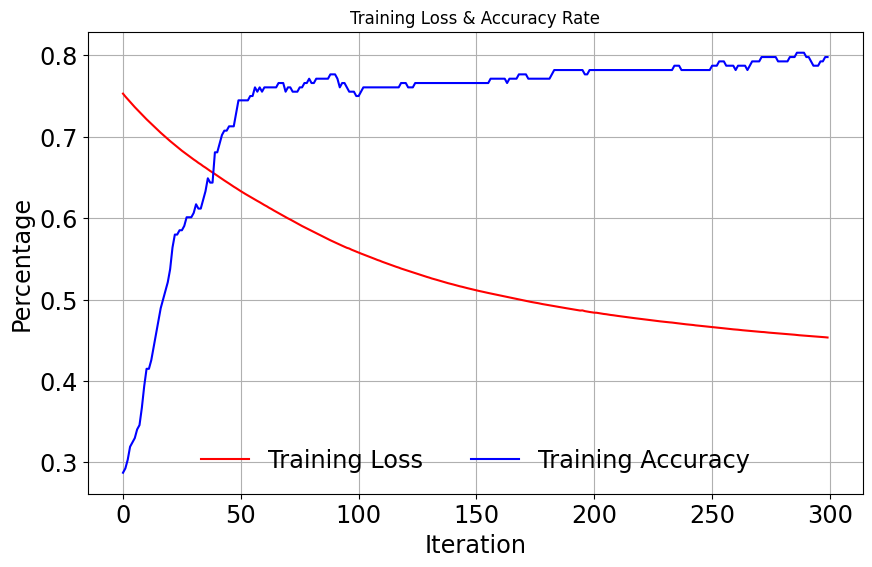 Training Loss & Accuracy Rate
0.8
0.7
0.6
0.5
0.4
0.3
Percentage
Training Loss
Training Accuracy
0 50 100 150 200 250 300
Iteration